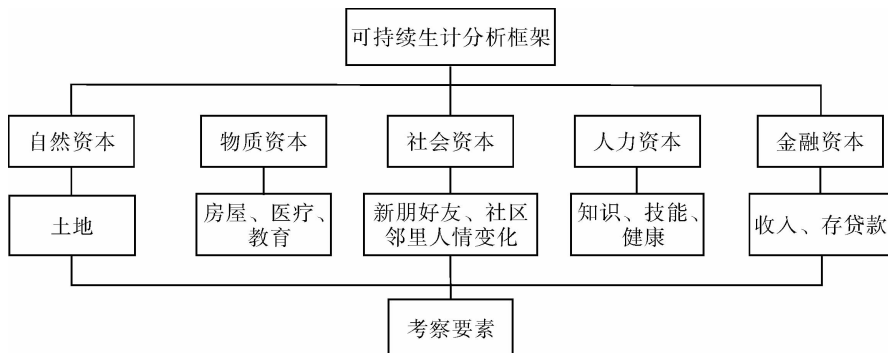 可持续生计分析框架
自然资本
物质资本
社会资本
人力资本
金融资本
土地
房屋、医疗、
教育
新朋好友、社区
邻里人情变化
知识、技能、
健康
收入、存贷款
考察要素